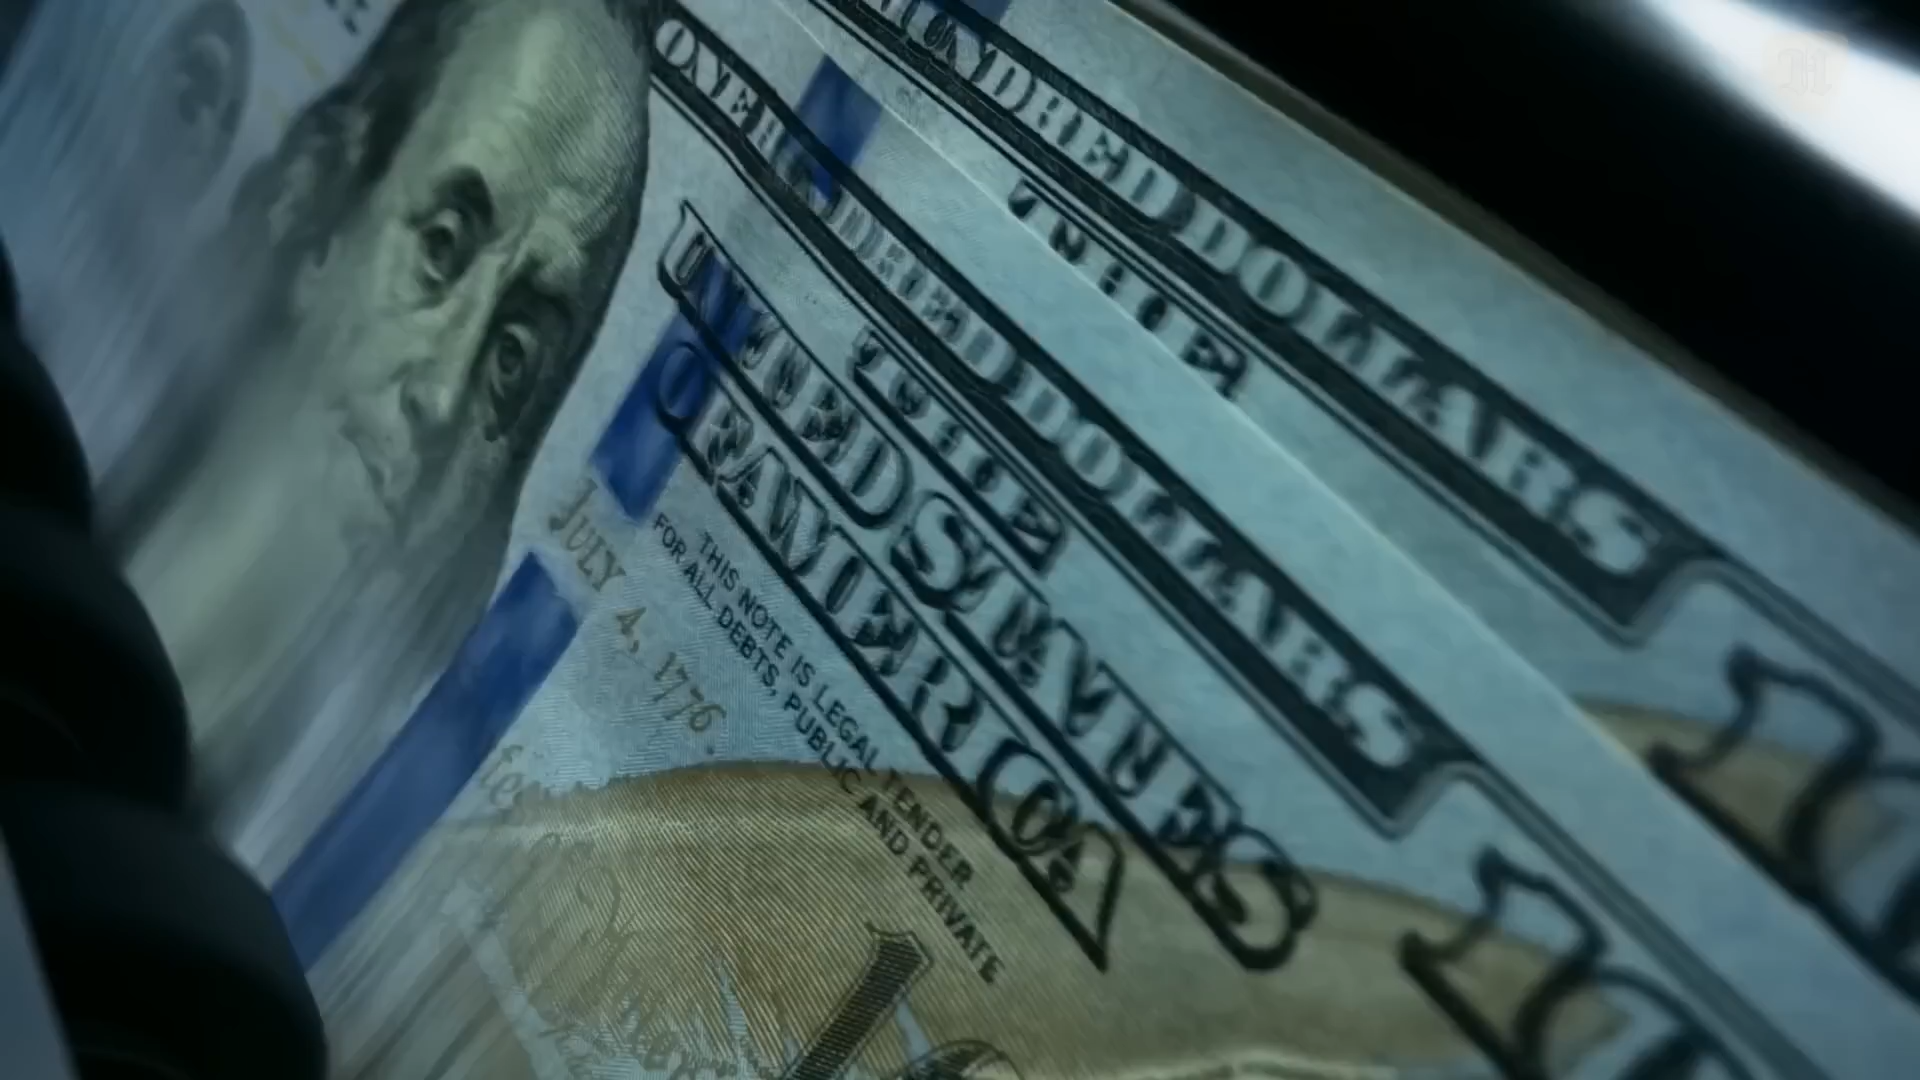 HUNDRED DOLLARS
THE
ONE HUNDRED DOLLARS
THE
UNITED STATES
OF AMERICA
THIS NOTE IS LEGAL TENDER
FOR ALL DEBTS, PUBLIC AND PRIVATE
JULY 4, 1776